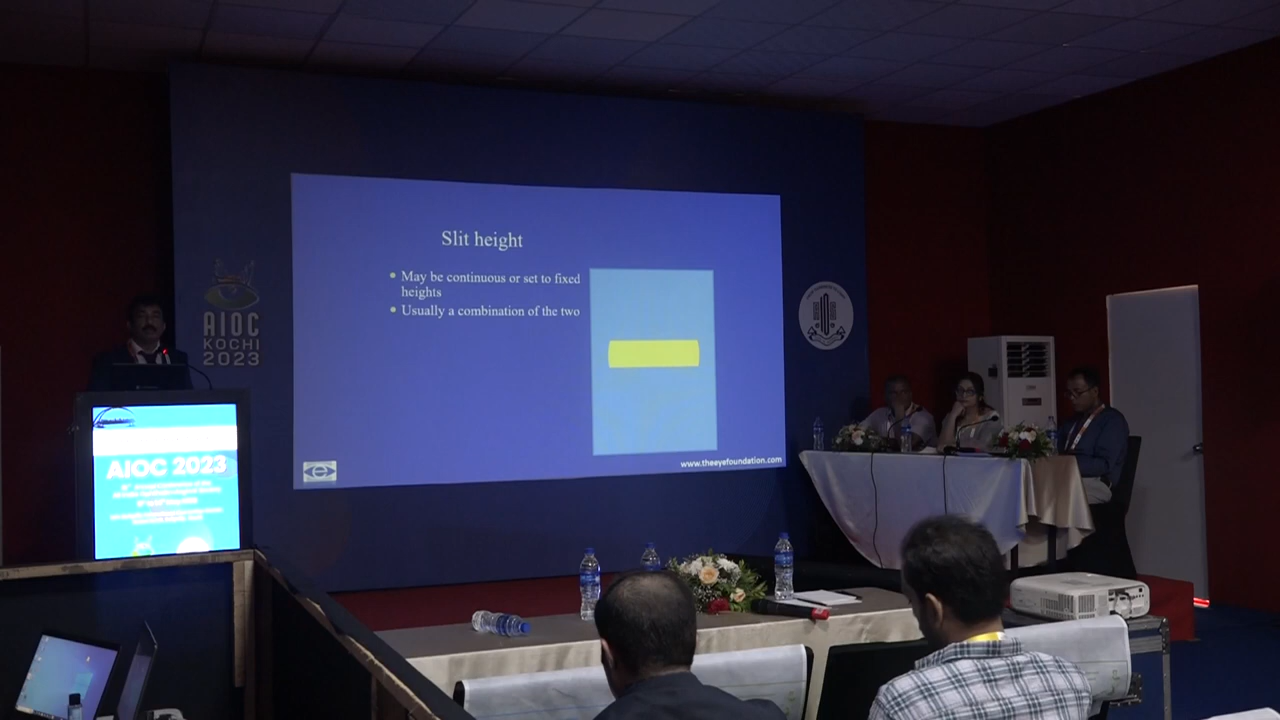 Slit height
• May be continuous or set to fixed
heights
• Usually a combination of the two
www.theeyefoundation.com
AIOC
KOCHI
2023
AIOC 2023